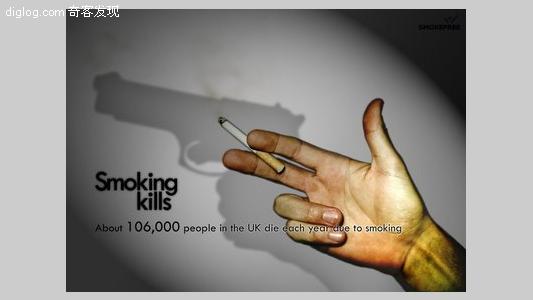 diglog.com 奇客发现
SMOKEFREE
Smoking
kills
About 106,000 people in the UK die each year due to smoking